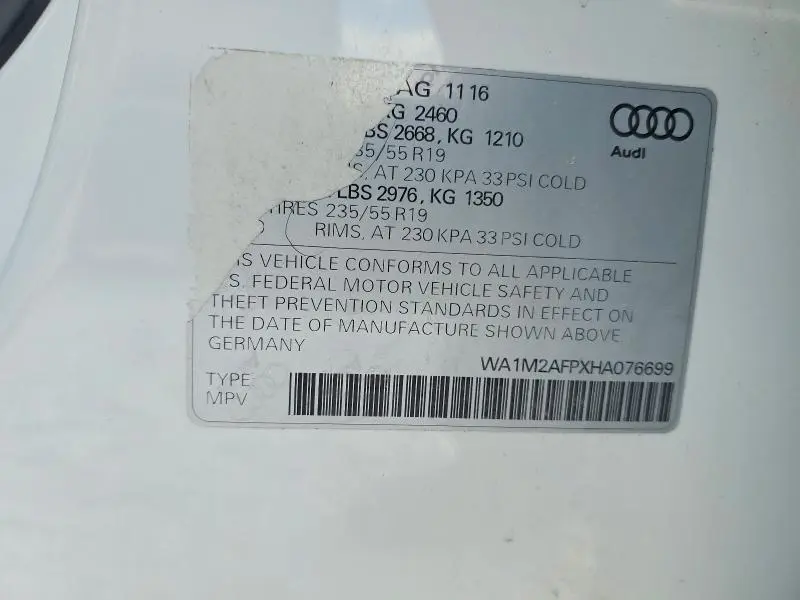 AG 1116
KG 2460
LBS 2668, KG 1210
35/55 R19
S, AT 230 KPA 33 PSI COLD
LBS 2976, KG 1350
TIRES 235/55 R19
RIMS, AT 230 KPA 33 PSI COLD
Audi
IS VEHICLE CONFORMS TO ALL APPLICABLE
S. FEDERAL MOTOR VEHICLE SAFETY AND
THEFT PREVENTION STANDARDS IN EFFECT ON
THE DATE OF MANUFACTURE SHOWN ABOVE.
GERMANY
WA1M2AFPXHA076699
TYPE:
MPV